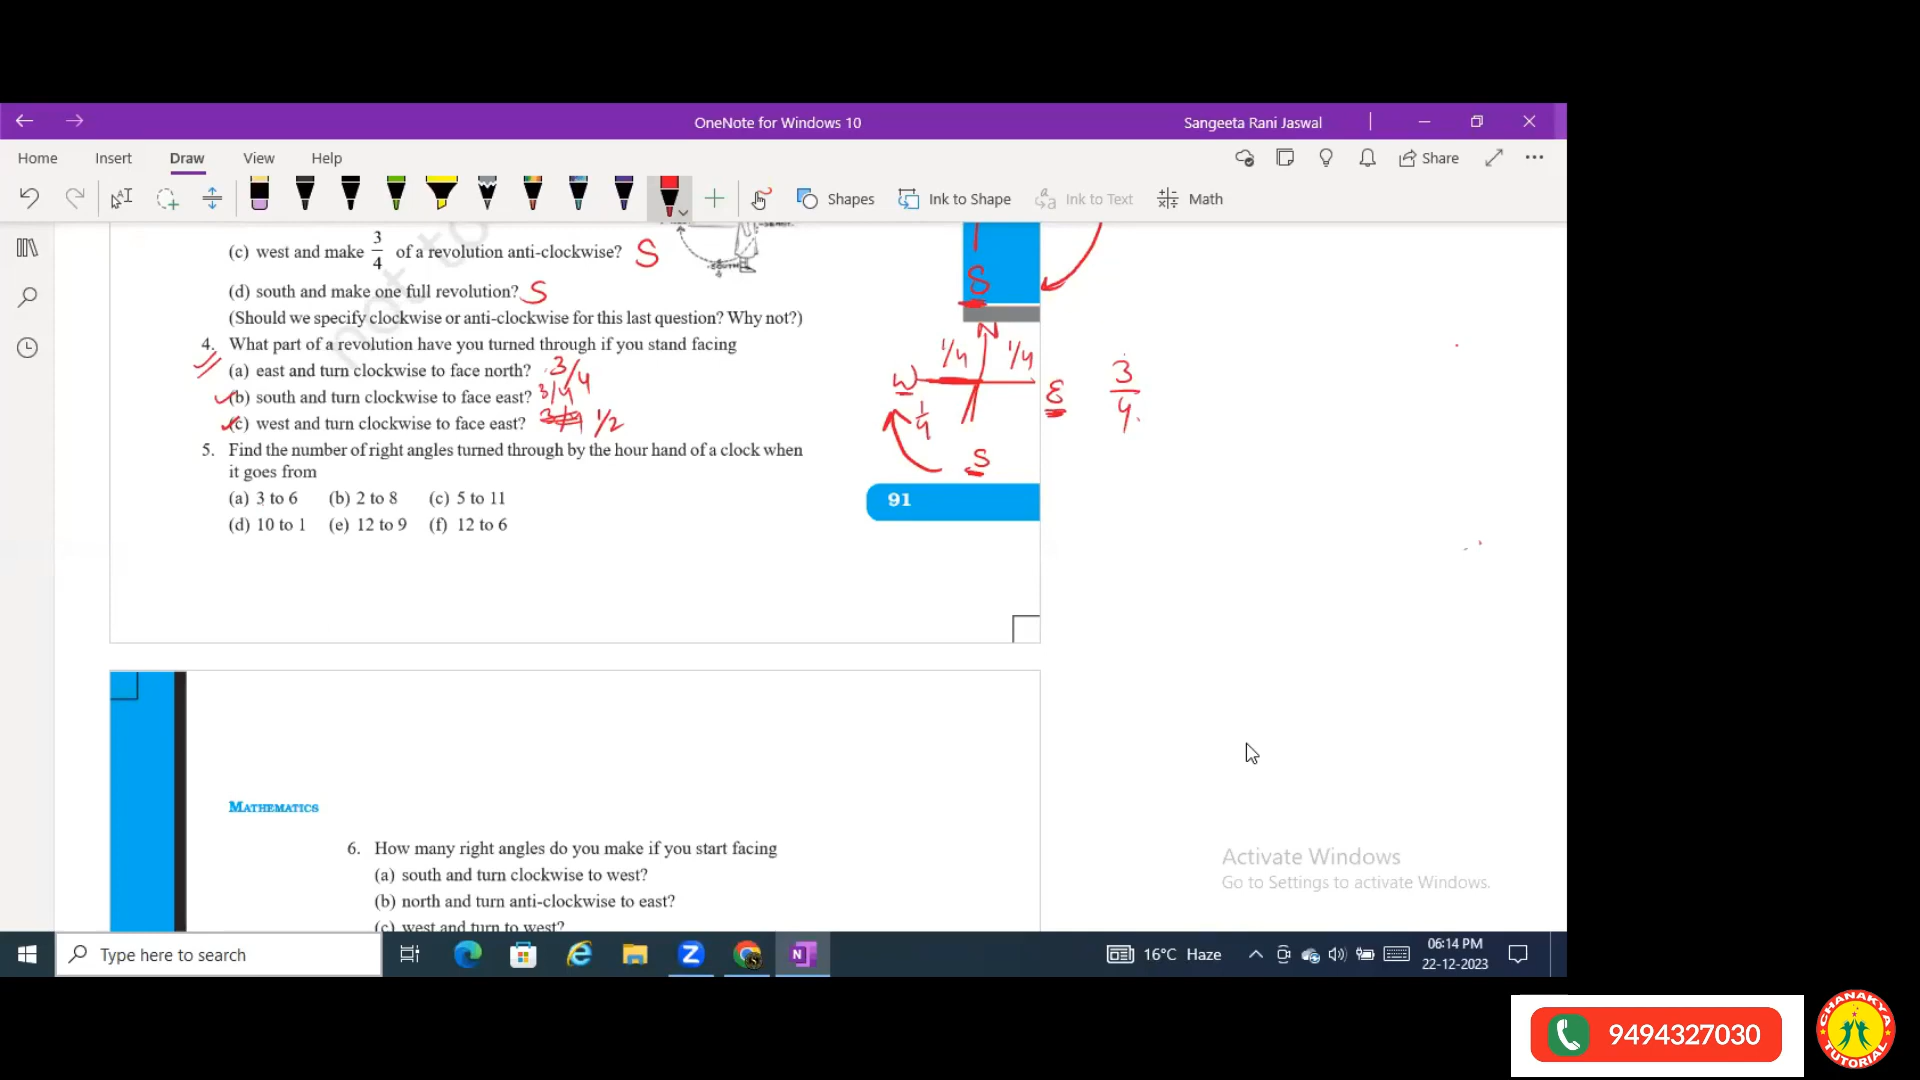 OneNote for Windows 10
Sangeeta Rani Jaswal
Home Insert Draw View Help
Share
Shapes Ink to Shape Ink to Text Math
not to
(c) west and make 3/4 of a revolution anti-clockwise? S
(d) south and make one full revolution? S
(Should we specify clockwise or anti-clockwise for this last question? Why not?)
4. What part of a revolution have you turned through if you stand facing
(a) east and turn clockwise to face north? 3/4
(b) south and turn clockwise to face east? 3/4
(c) west and turn clockwise to face east? 1/2
5. Find the number of right angles turned through by the hour hand of a clock when
it goes from
(a) 3 to 6 (b) 2 to 8 (c) 5 to 11
(d) 10 to 1 (e) 12 to 9 (f) 12 to 6
S
N
1/4 1/4
W E
1/4
S
3/4
91
MATHEMATICS
6. How many right angles do you make if you start facing
(a) south and turn clockwise to west?
(b) north and turn anti-clockwise to east?
(c) west and turn to west?
Activate Windows
Go to Settings to activate Windows.
Type here to search
16°C Haze
06:14 PM
22-12-2023
9494327030
CHANAKYA
TUTORIAL